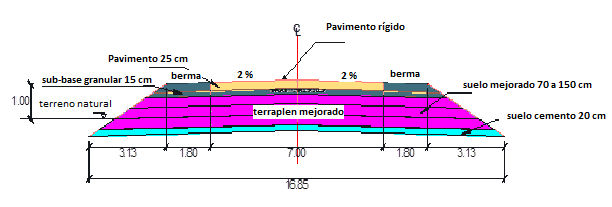 ℄
Pavimento rígido
Pavimento 25 cm
berma
2 %
2 %
berma
sub-base granular 15 cm
suelo mejorado 70 a 150 cm
1.00
terreno natural
terraplen mejorado
suelo cemento 20 cm
3.13
1.80
7.00
1.80
3.13
16.85